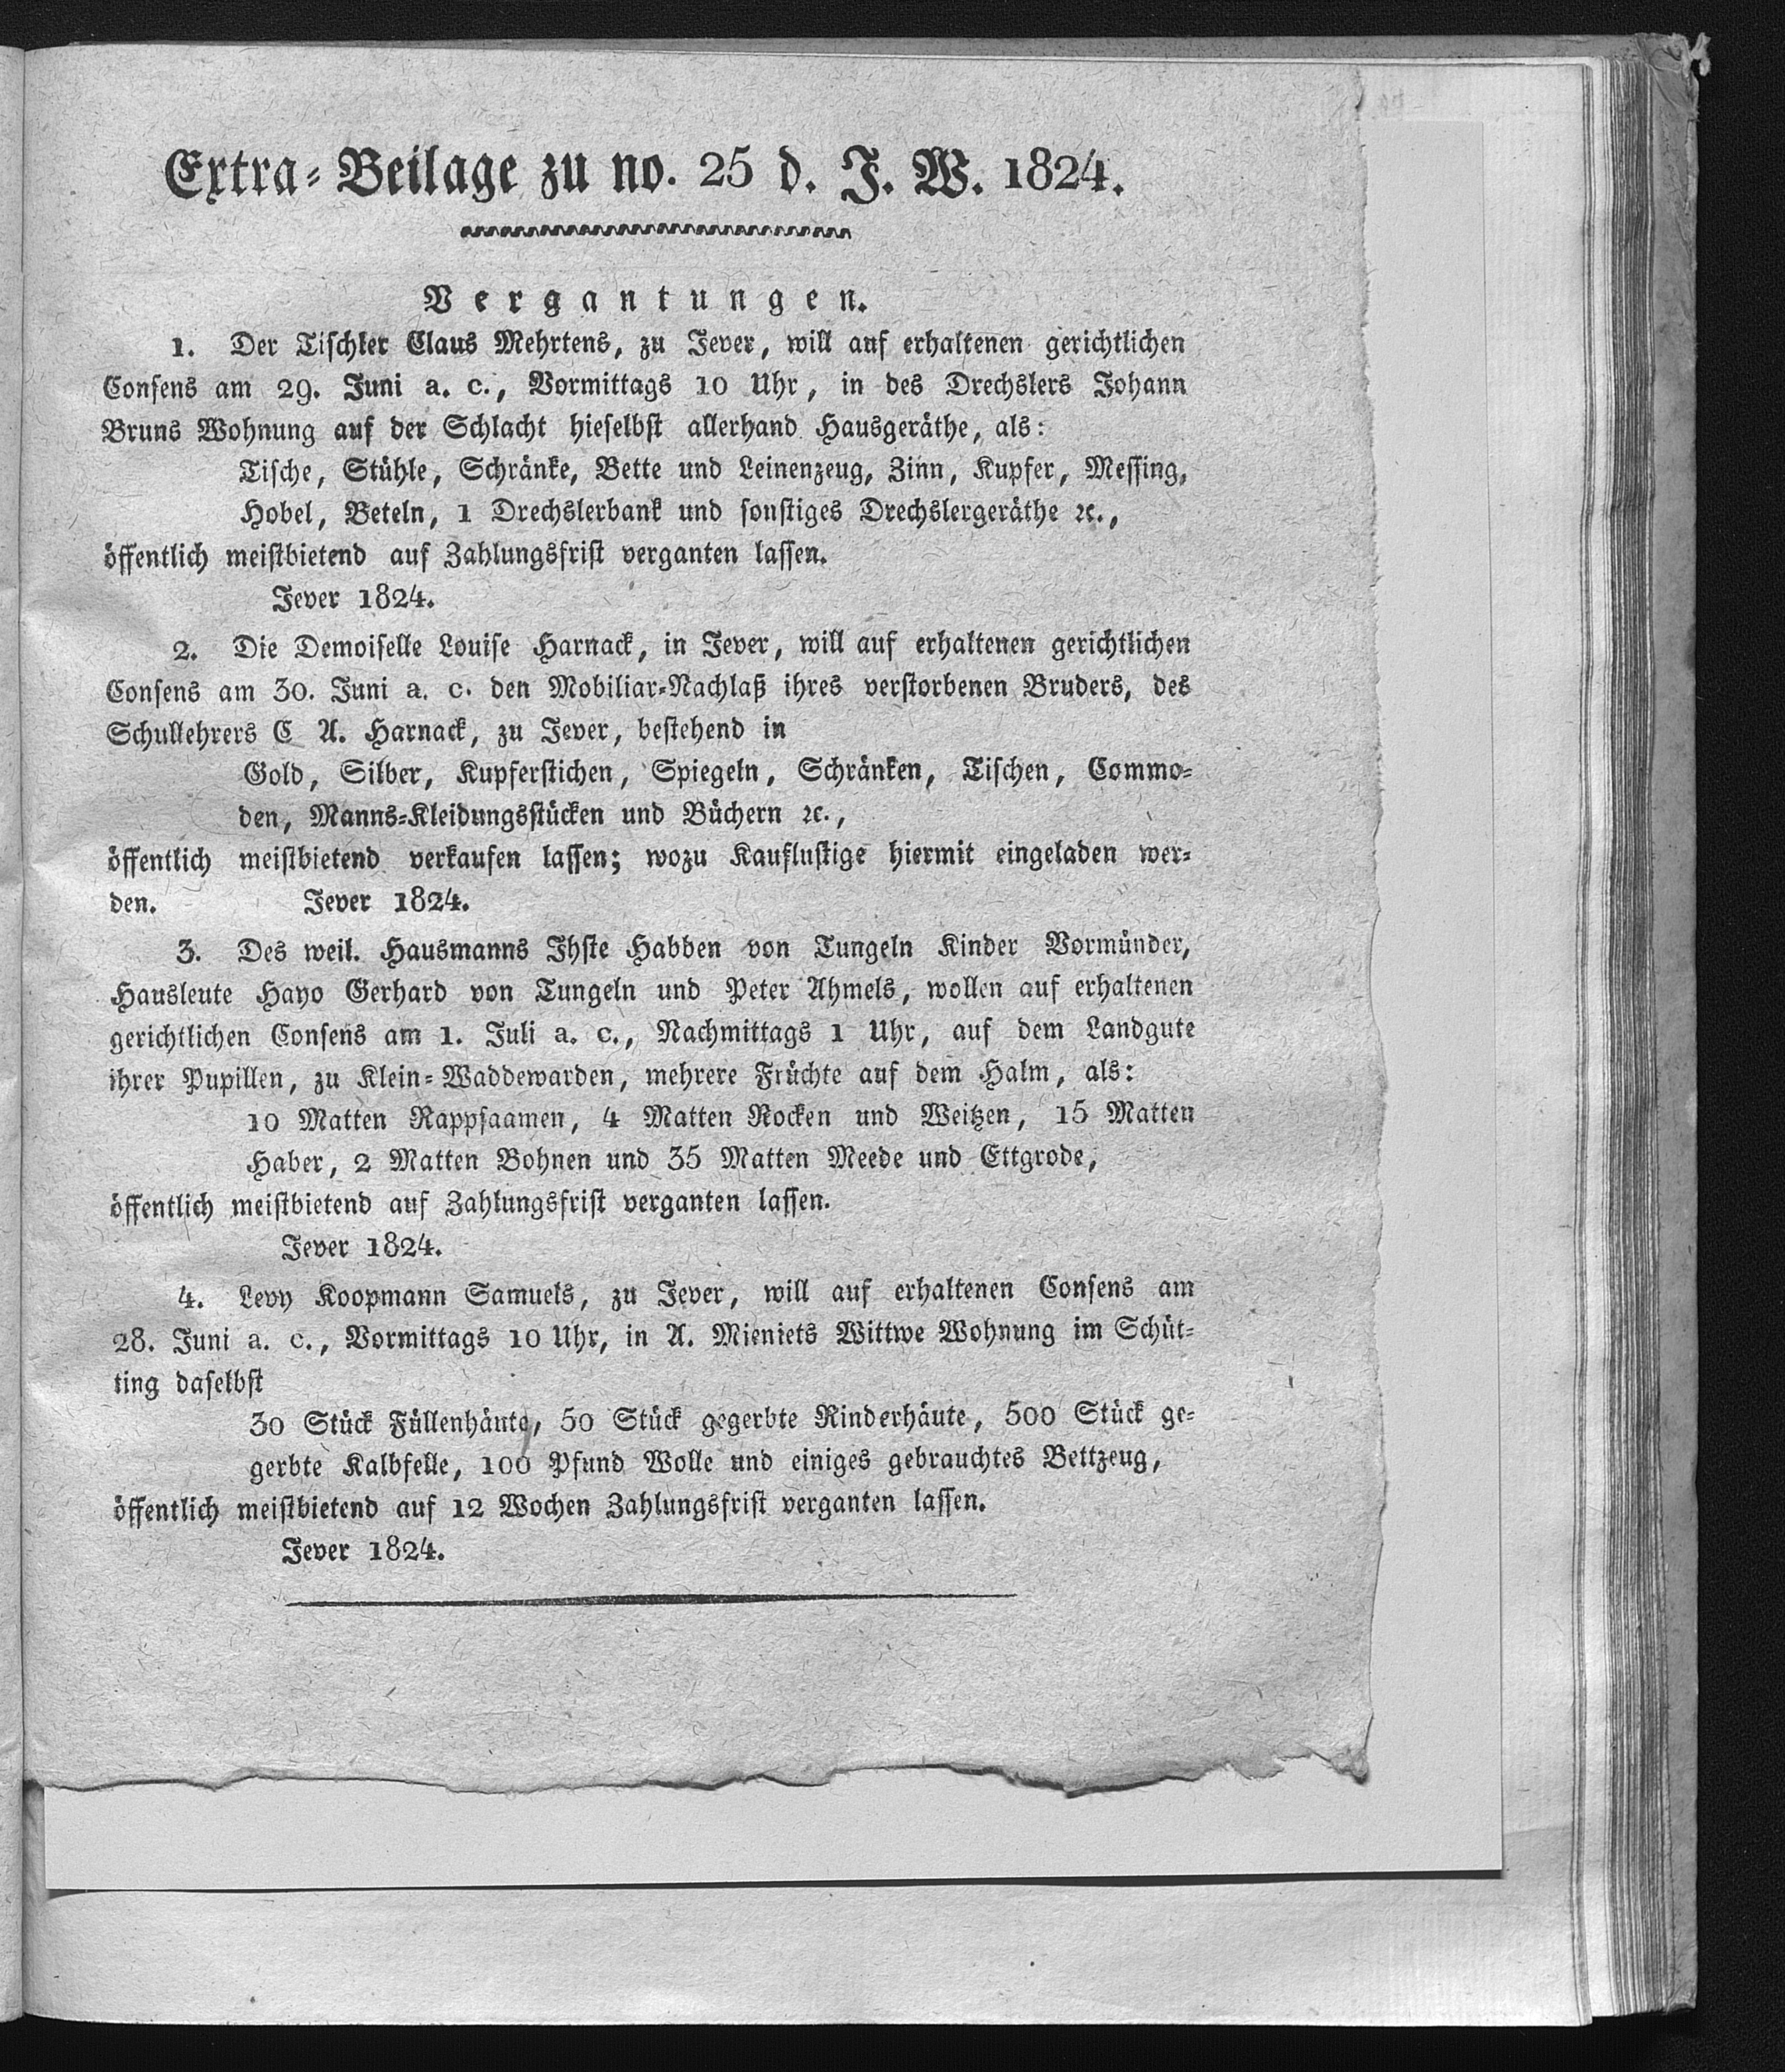 Extra-Beilage zu no. 25 d. J. W. 1824.
Vergantungen.
1. Der Tischler Claus Mehrtens, zu Jever, will auf erhaltenen gerichtlichen
Consens am 29. Juni a. c., Vormittags 10 Uhr, in des Drechslers Johann
Bruns Wohnung auf der Schlacht hieselbst allerhand Hausgeräthe, als:
Tische, Stühle, Schränke, Bette und Leinenzeug, Zinn, Kupfer, Messing,
Hobel, Beteln, 1 Drechslerbank und sonstiges Drechslergeräthe ꝛc.,
öffentlich meistbietend auf Zahlungsfrist verganten lassen.
Jever 1824.
2. Die Demoiselle Louise Harnack, in Jever, will auf erhaltenen gerichtlichen
Consens am 30. Juni a. c. den Mobiliar-Nachlaß ihres verstorbenen Bruders, des
Schullehrers C A. Harnack, zu Jever, bestehend in
Gold, Silber, Kupferstichen, Spiegeln, Schränken, Tischen, Commo-
den, Manns-Kleidungsstücken und Büchern ꝛc.,
öffentlich meistbietend verkaufen lassen; wozu Kauflustige hiermit eingeladen wer-
den. Jever 1824.
3. Des weil. Hausmanns Ihste Habben von Tungeln Kinder Vormünder,
Hausleute Hayo Gerhard von Tungeln und Peter Ahmels, wollen auf erhaltenen
gerichtlichen Consens am 1. Juli a. c., Nachmittags 1 Uhr, auf dem Landgute
ihrer Pupillen, zu Klein-Waddewarden, mehrere Früchte auf dem Halm, als:
10 Matten Rappsaamen, 4 Matten Rocken und Weitzen, 15 Matten
Haber, 2 Matten Bohnen und 35 Matten Meede und Ettgrode,
öffentlich meistbietend auf Zahlungsfrist verganten lassen.
Jever 1824.
4. Levy Koopmann Samuels, zu Jever, will auf erhaltenen Consens am
28. Juni a. c., Vormittags 10 Uhr, in A. Mieniets Wittwe Wohnung im Schüt-
ting daselbst
30 Stück Füllenhäute, 50 Stück gegerbte Rinderhäute, 500 Stück ge-
gerbte Kalbfelle, 100 Pfund Wolle und einiges gebrauchtes Bettzeug,
öffentlich meistbietend auf 12 Wochen Zahlungsfrist verganten lassen.
Jever 1824.